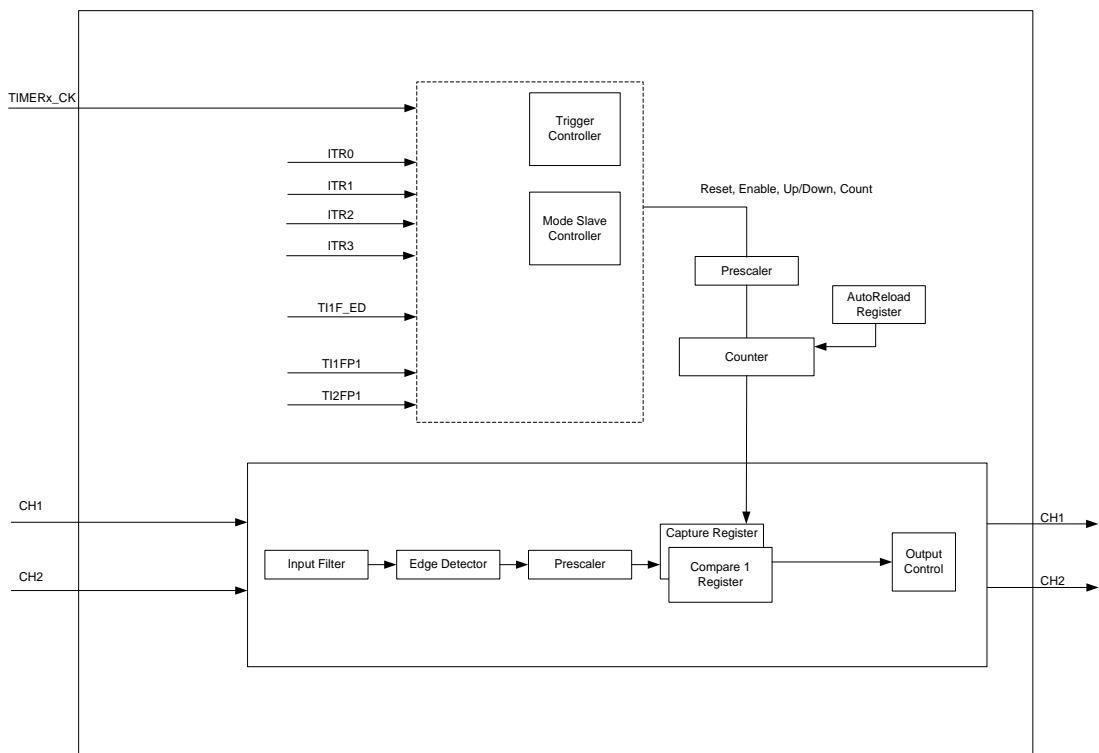 TIMERx_CK
Trigger
Controller
ITR0
ITR1
ITR2
ITR3
Mode Slave
Controller
Reset, Enable, Up/Down, Count
Prescaler
AutoReload
Register
TI1F_ED
Counter
TI1FP1
TI2FP1
CH1
CH2
Input Filter
Edge Detector
Prescaler
Capture Register
Compare 1
Register
Output
Control
CH1
CH2